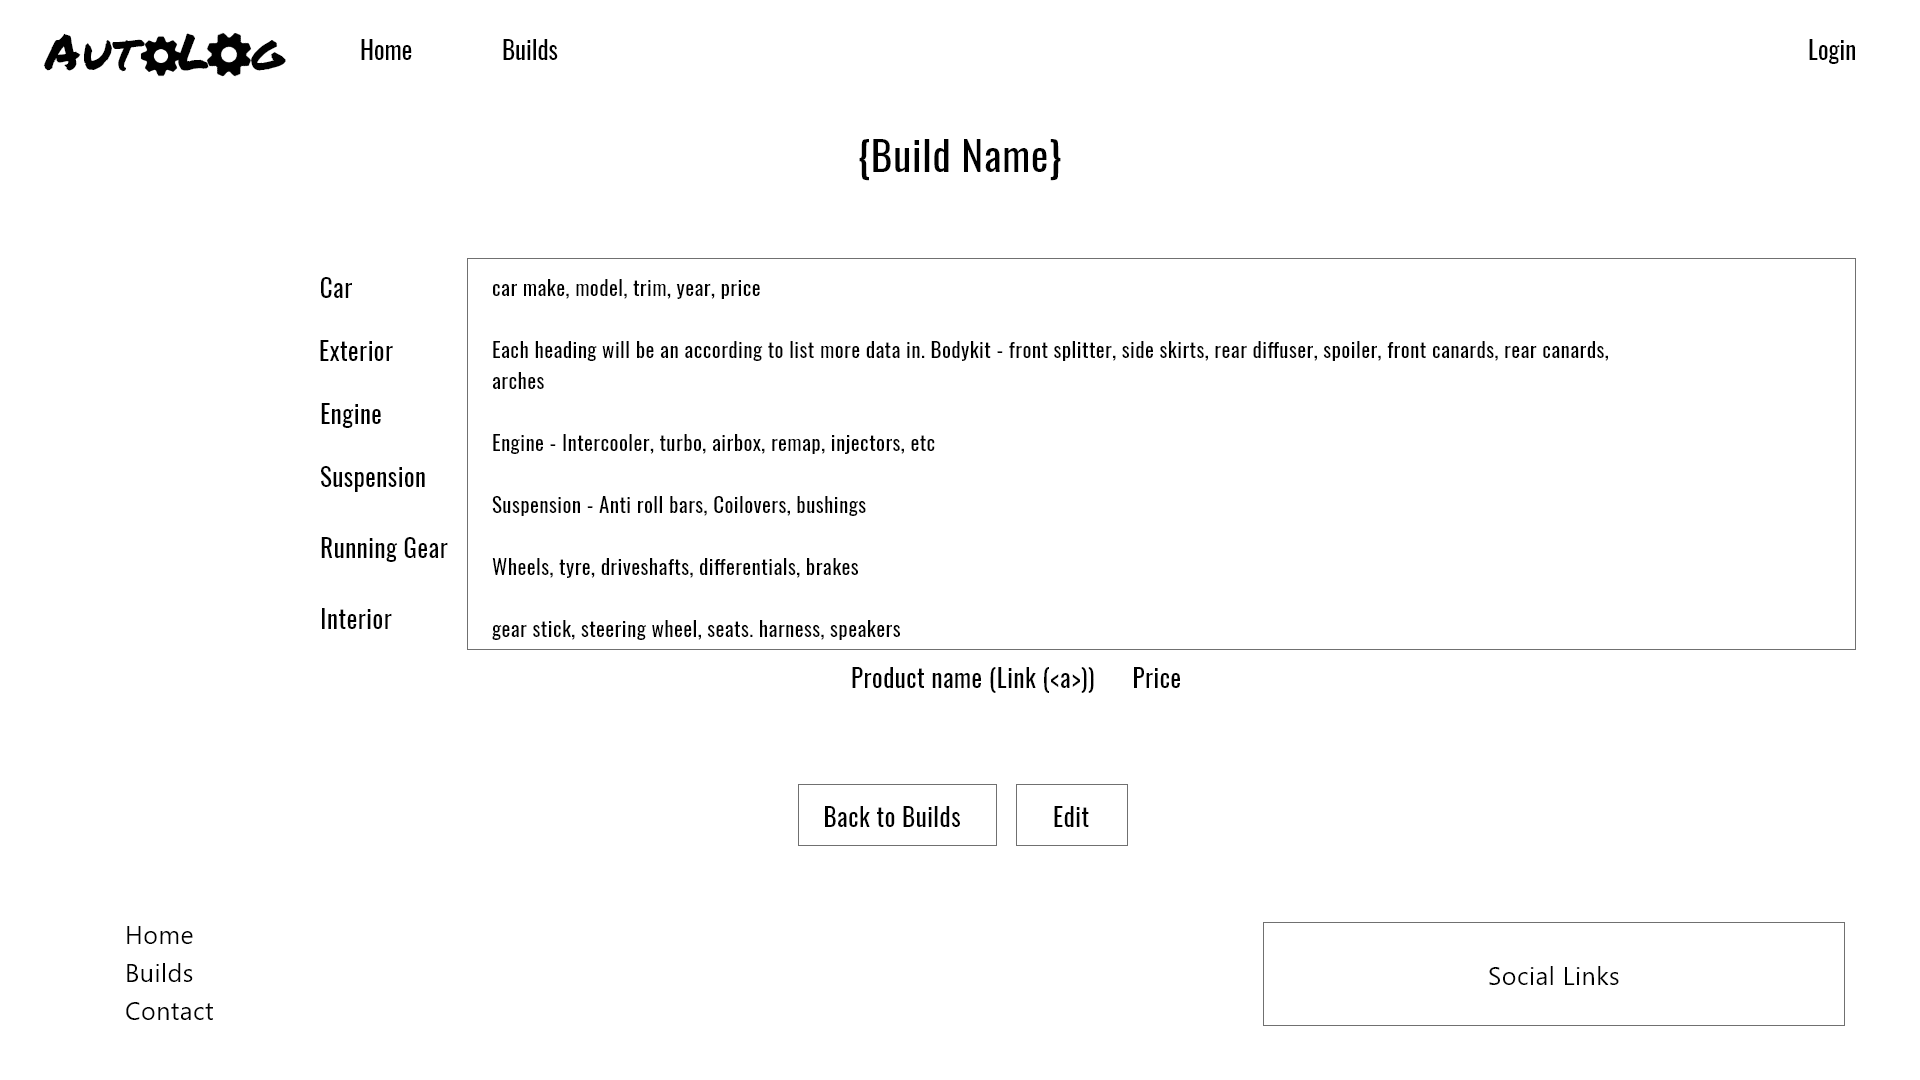 AutoLog
Home
Builds
Login
{Build Name}
Car
car make, model, trim, year, price
Exterior
Each heading will be an according to list more data in. Bodykit - front splitter, side skirts, rear diffuser, spoiler, front canards, rear canards,
arches
Engine
Engine - Intercooler, turbo, airbox, remap, injectors, etc
Suspension
Suspension - Anti roll bars, Coilovers, bushings
Running Gear
Wheels, tyre, driveshafts, differentials, brakes
Interior
gear stick, steering wheel, seats. harness, speakers
Product name (Link (<a>))
Price
Back to Builds
Edit
Home
Builds
Contact
Social Links